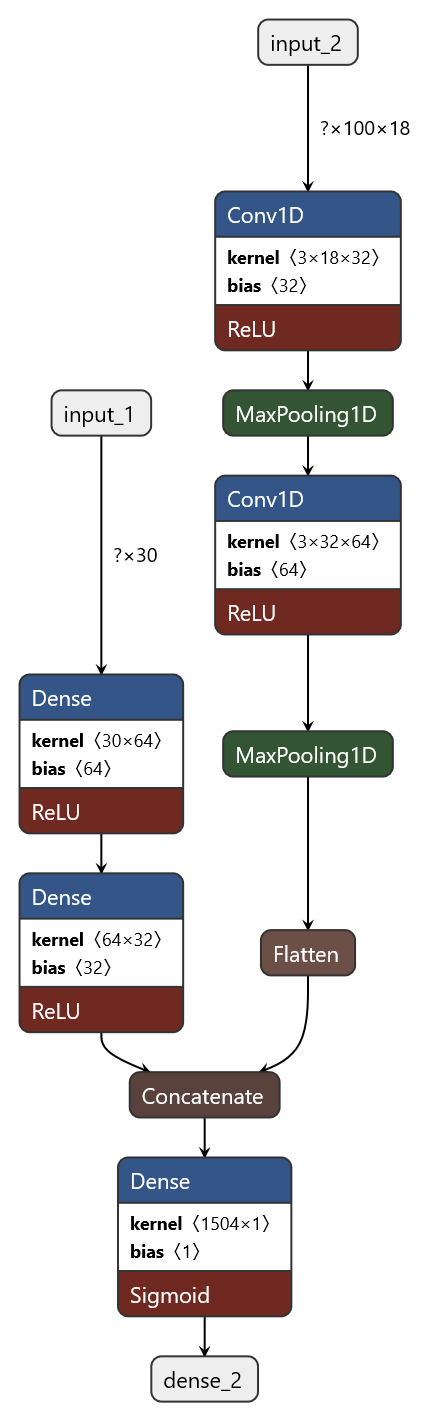 input_2
?×100×18
Conv1D
kernel〈3×18×32〉
bias〈32〉
ReLU
MaxPooling1D
input_1
Conv1D
kernel〈3×32×64〉
bias〈64〉
ReLU
?×30
Dense
kernel〈30×64〉
bias〈64〉
ReLU
MaxPooling1D
Dense
kernel〈64×32〉
bias〈32〉
ReLU
Flatten
Concatenate
Dense
kernel〈1504×1〉
bias〈1〉
Sigmoid
dense_2